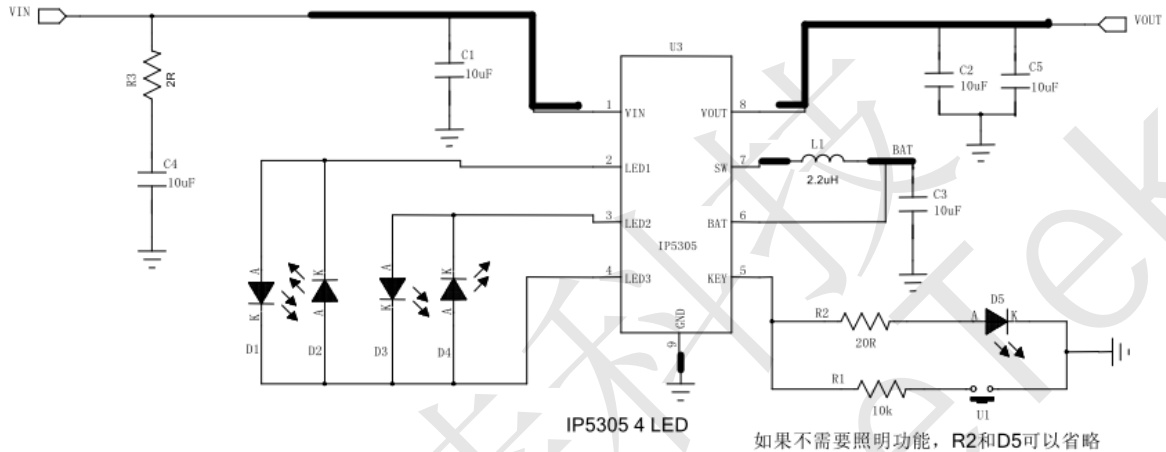 VIN
VOUT
R3
2R
C4
10uF
C1
10uF
U3
IP5305
1
VIN
2
LED1
3
LED2
4
LED3
8
VOUT
7
SW
6
BAT
5
KEY
GND
9
C2
10uF
C5
10uF
L1
2.2uH
BAT
C3
10uF
A
K
D1
K
A
D2
A
K
D3
K
A
D4
R2
20R
A
D5
K
R1
10k
U1
IP5305 4 LED
如果不需要照明功能，R2和D5可以省略
科技
Tek